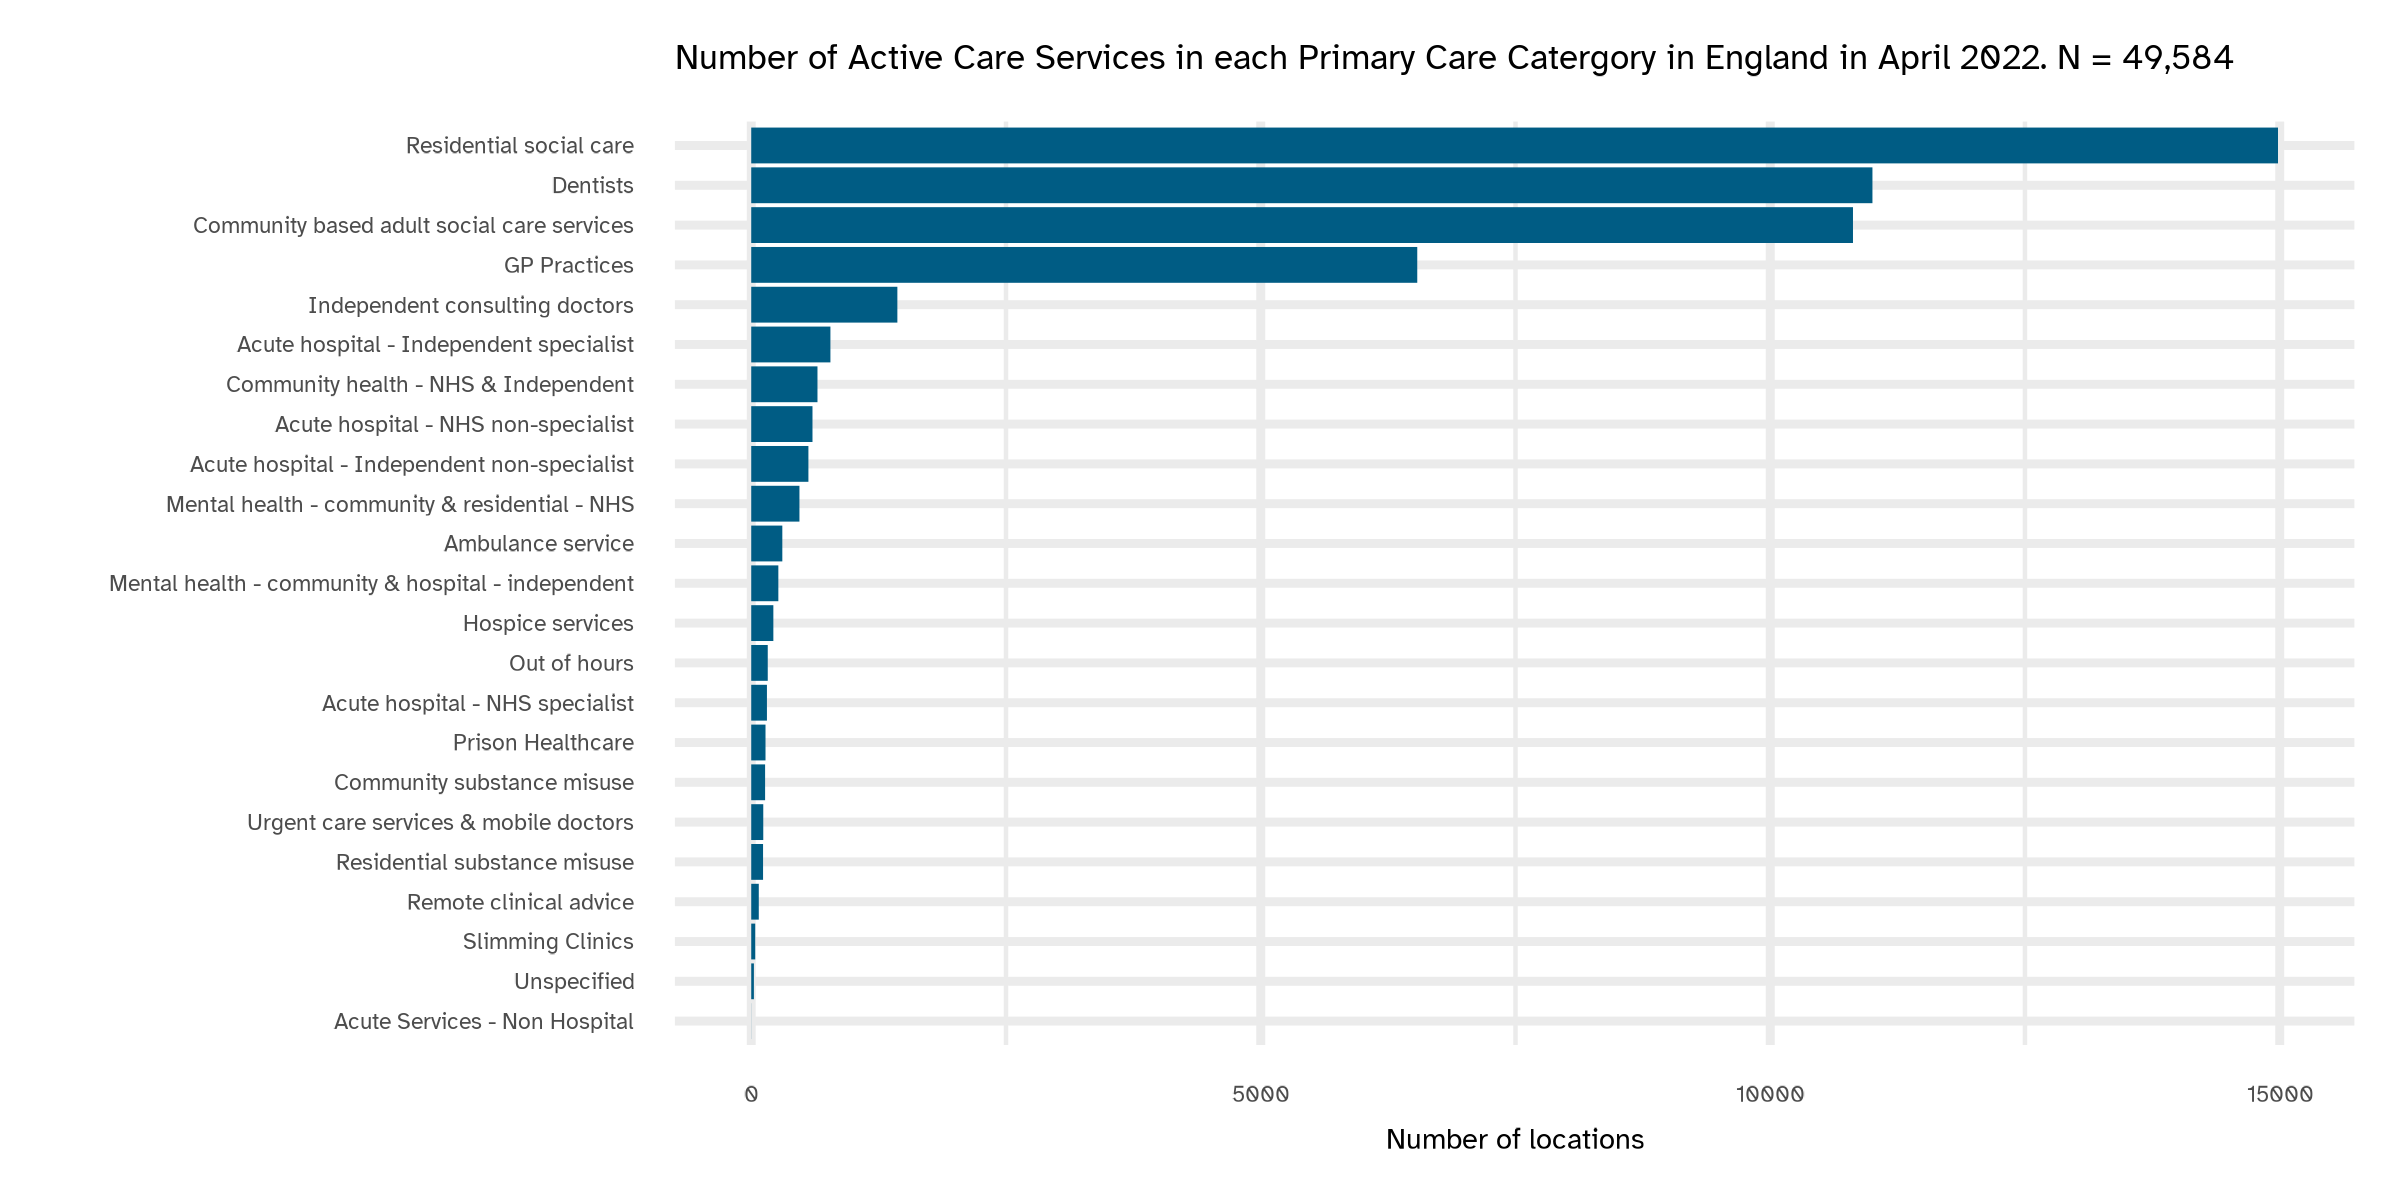 Number of Active Care Services in each Primary Care Catergory in England in April 2022. N = 49,584
Residential social care
Dentists
Community based adult social care services
GP Practices
Independent consulting doctors
Acute hospital - Independent specialist
Community health - NHS & Independent
Acute hospital - NHS non-specialist
Acute hospital - Independent non-specialist
Mental health - community & residential - NHS
Ambulance service
Mental health - community & hospital - independent
Hospice services
Out of hours
Acute hospital - NHS specialist
Prison Healthcare
Community substance misuse
Urgent care services & mobile doctors
Residential substance misuse
Remote clinical advice
Slimming Clinics
Unspecified
Acute Services - Non Hospital
0 5000 10000 15000
Number of locations